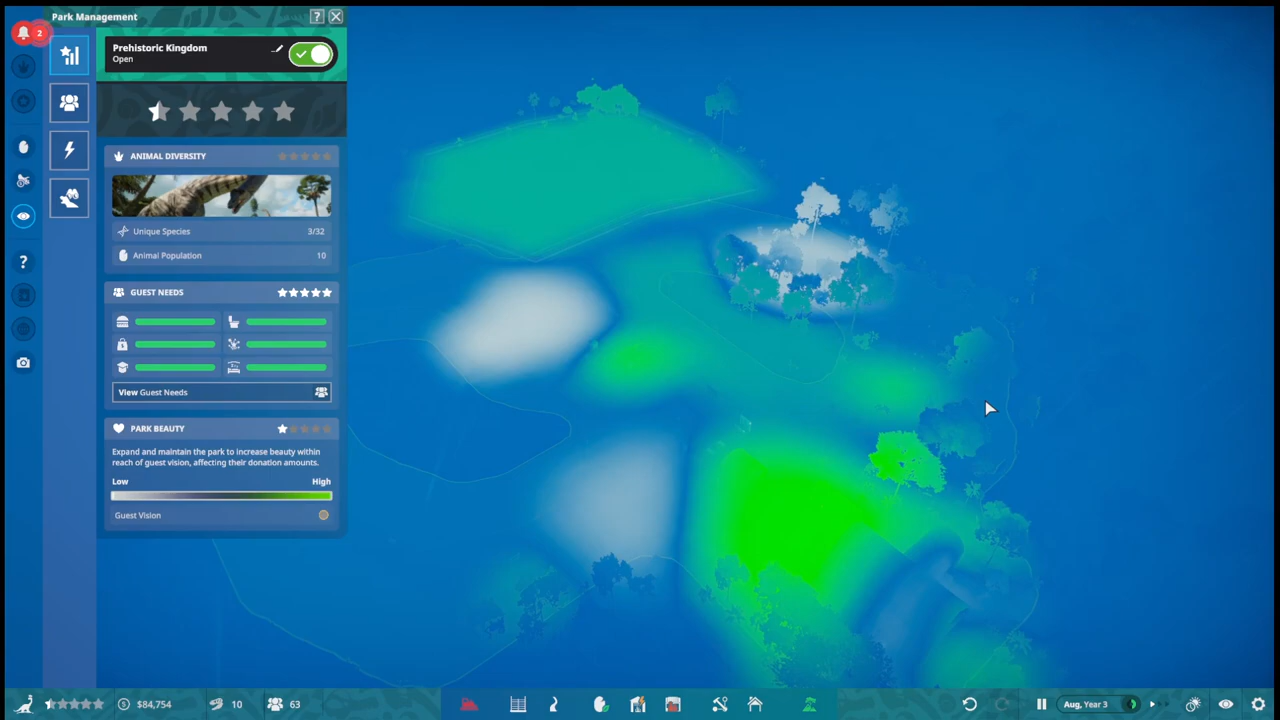 Park Management
?
2
Prehistoric Kingdom
Open
ANIMAL DIVERSITY
Unique Species 3/32
Animal Population 10
GUEST NEEDS
View Guest Needs
PARK BEAUTY
Expand and maintain the park to increase beauty within
reach of guest vision, affecting their donation amounts.
Low High
Guest Vision
?
$84,754 10 63 Aug, Year 3